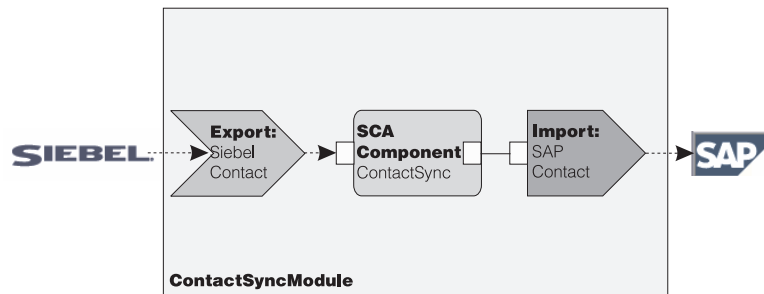 SIEBEL.
Export:
Siebel
Contact
SCA
Component
ContactSync
Import:
SAP
Contact
SAP
ContactSyncModule